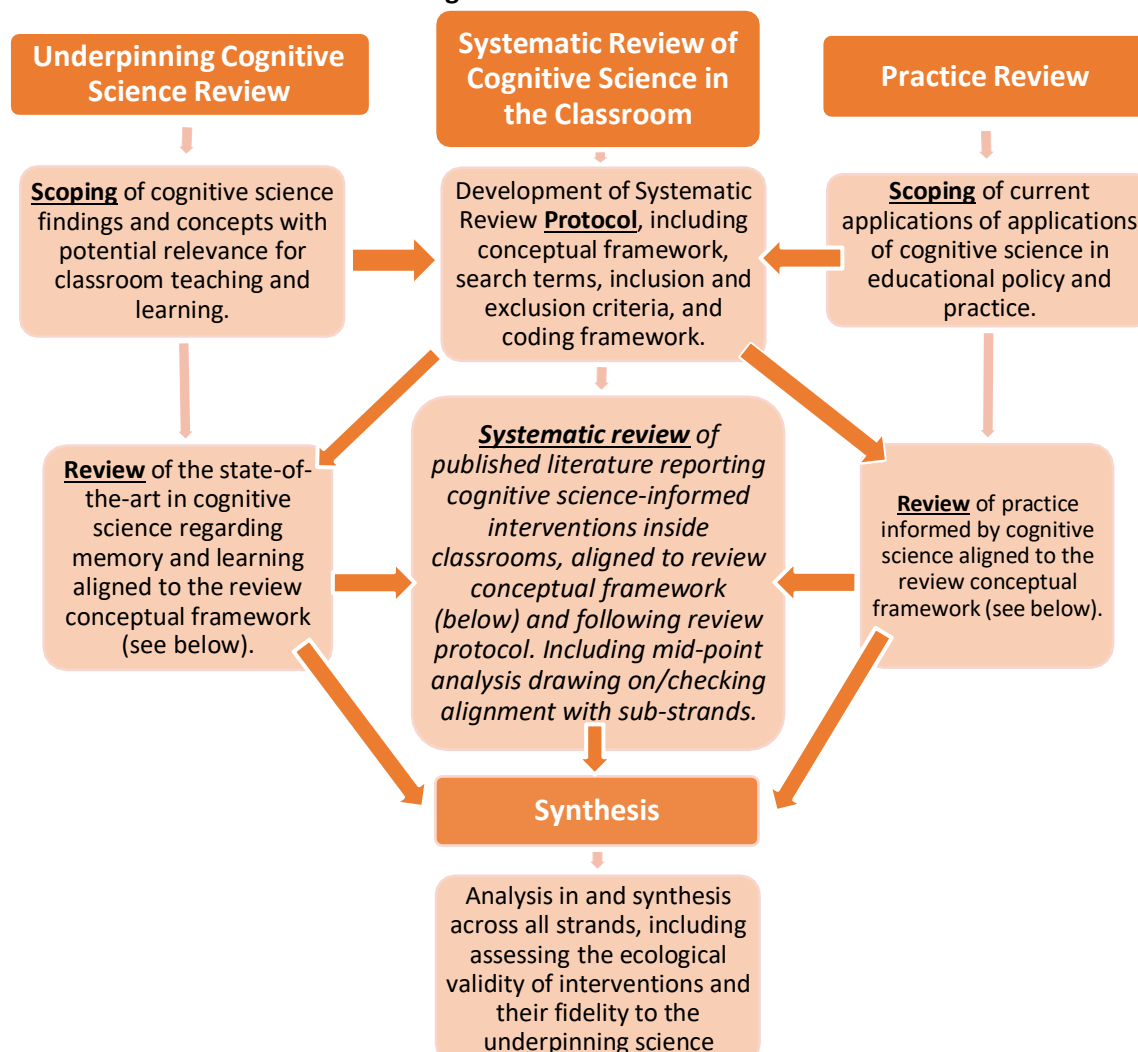 Underpinning Cognitive
Science Review
Systematic Review of
Cognitive Science in
the Classroom
Practice Review
Scoping of cognitive science
findings and concepts with
potential relevance for
classroom teaching and
learning.
Development of Systematic
Review Protocol, including
conceptual framework,
search terms, inclusion and
exclusion criteria, and
coding framework.
Scoping of current
applications of applications
of cognitive science in
educational policy and
practice.
Review of the state-of-
the-art in cognitive
science regarding
memory and learning
aligned to the review
conceptual framework
(see below).
Systematic review of
published literature reporting
cognitive science-informed
interventions inside
classrooms, aligned to review
conceptual framework
(below) and following review
protocol. Including mid-point
analysis drawing on/checking
alignment with sub-strands.
Review of practice
informed by cognitive
science aligned to the
review conceptual
framework (see below).
Synthesis
Analysis in and synthesis
across all strands, including
assessing the ecological
validity of interventions and
their fidelity to the
underpinning science